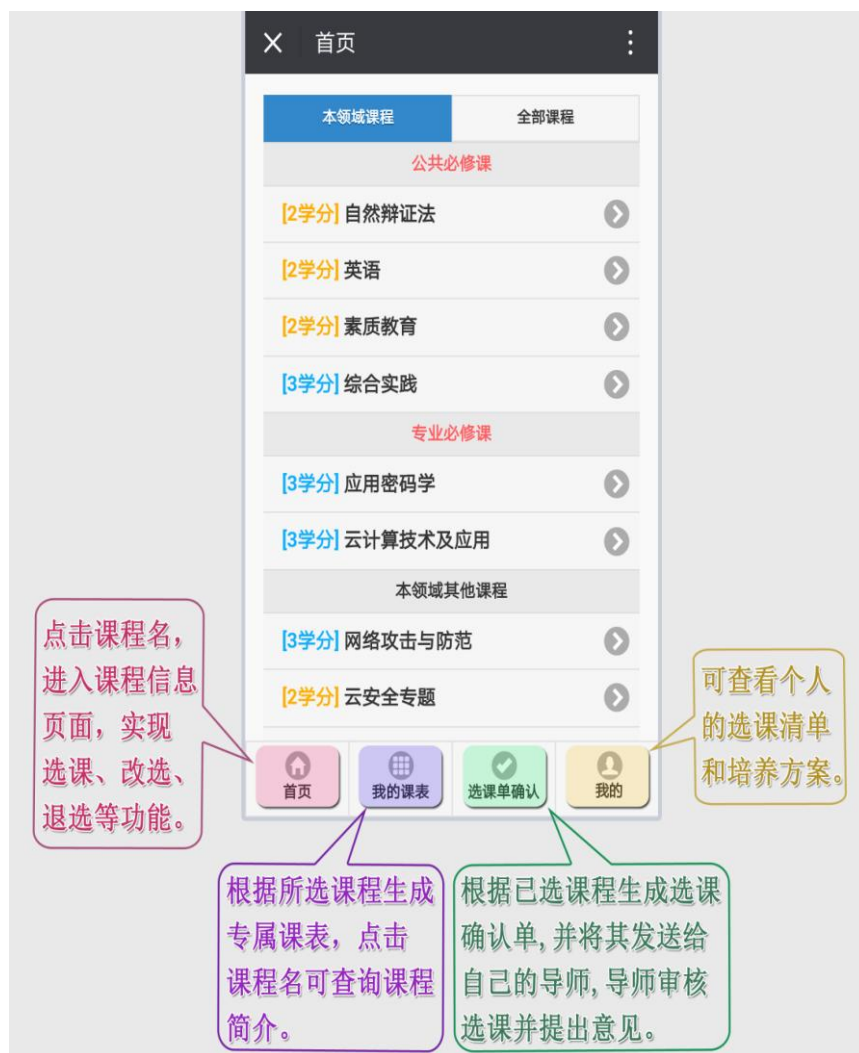 首页
本领域课程 全部课程
公共必修课
[2学分] 自然辩证法
[2学分] 英语
[2学分] 素质教育
[3学分] 综合实践
专业必修课
[3学分] 应用密码学
[3学分] 云计算技术及应用
本领域其他课程
[3学分] 网络攻击与防范
[2学分] 云安全专题
首页 我的课表 选课单确认 我的
点击课程名，
进入课程信息
页面，实现
选课、改选、
退选等功能。
可查看个人
的选课清单
和培养方案。
根据所选课程生成
专属课表，点击
课程名可查询课程
简介。
根据已选课程生成选课
确认单,并将其发送给
自己的导师,导师审核
选课并提出意见。